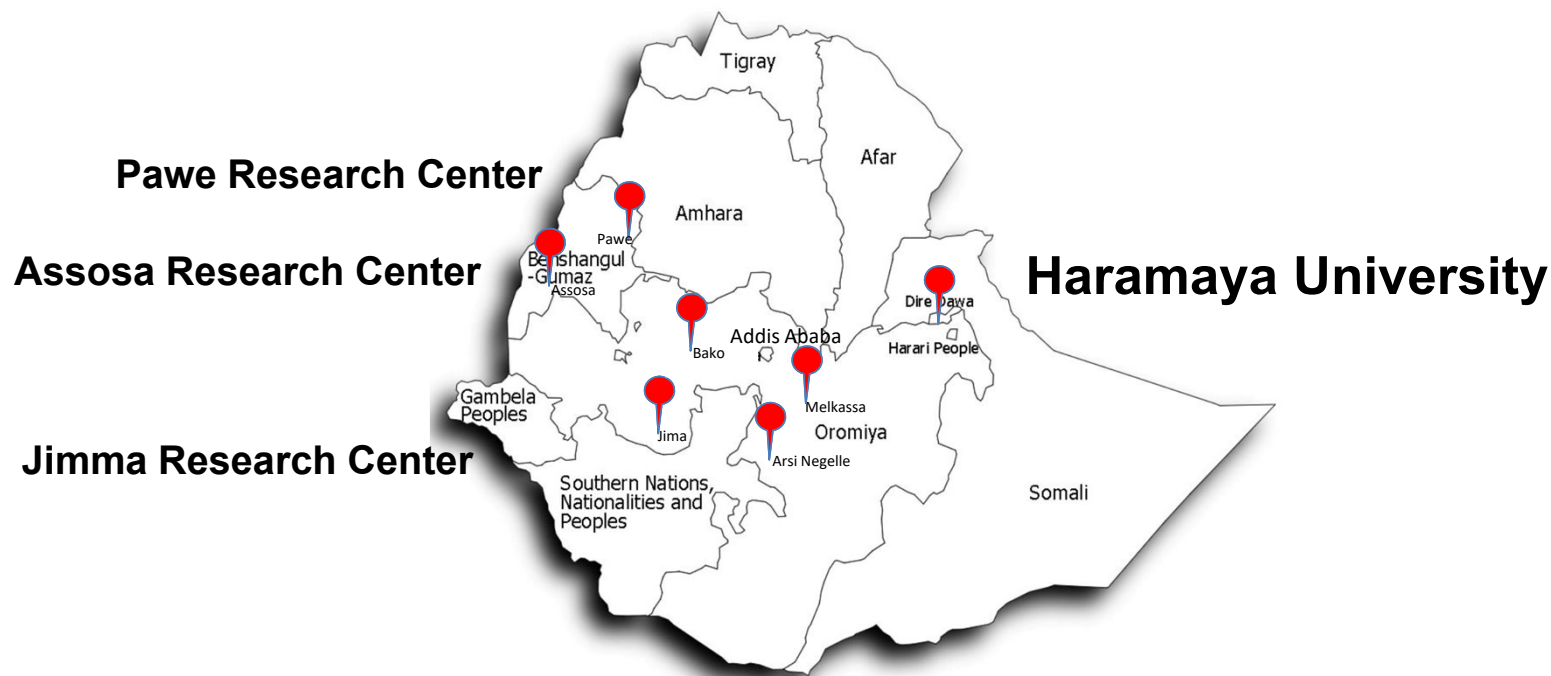 Tigray
Afar
Pawe Research Center
Amhara
Pawe
Assosa Research Center
Benshangul
-Gumaz
Assosa
Haramaya University
Dire Dawa
Addis Ababa
Harari People
Bako
Gambela
Peoples
Melkassa
Jima
Oromiya
Jimma Research Center
Arsi Negelle
Southern Nations,
Nationalities and
Peoples
Somali